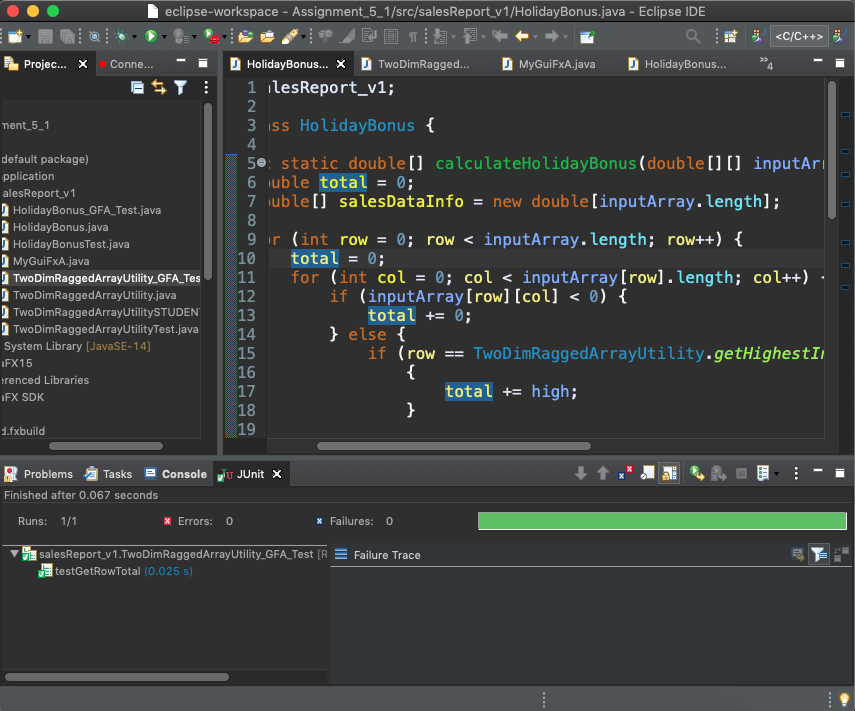 eclipse-workspace - Assignment_5_1/src/salesReport_v1/HolidayBonus.java - Eclipse IDE
<C/C++>
Projec...
Conne...
HolidayBonus...
TwoDimRagged...
MyGuiFxA.java
HolidayBonus...
»4
ment_5_1
default package)
pplication
alesReport_v1
HolidayBonus_GFA_Test.java
HolidayBonus.java
HolidayBonusTest.java
MyGuiFxA.java
TwoDimRaggedArrayUtility_GFA_Tes
TwoDimRaggedArrayUtility.java
TwoDimRaggedArrayUtilitySTUDEN
TwoDimRaggedArrayUtilityTest.java
System Library [JavaSE-14]
aFX15
erenced Libraries
aFX SDK
d.fxbuild
1 alesReport_v1;
2
3 ass HolidayBonus {
4
5 static double[] calculateHolidayBonus(double[][] inputAr
6 ouble total = 0;
7 ouble[] salesDataInfo = new double[inputArray.length];
8
9 r (int row = 0; row < inputArray.length; row++) {
10 total = 0;
11 for (int col = 0; col < inputArray[row].length; col++) {
12 if (inputArray[row][col] < 0) {
13 total += 0;
14 } else {
15 if (row == TwoDimRaggedArrayUtility.getHighestIn
16 {
17 total += high;
18 }
19
Problems
Tasks
Console
JUnit
Finished after 0.067 seconds
Runs: 1/1
Errors: 0
Failures: 0
salesReport_v1.TwoDimRaggedArrayUtility_GFA_Test [R
testGetRowTotal (0.025 s)
Failure Trace